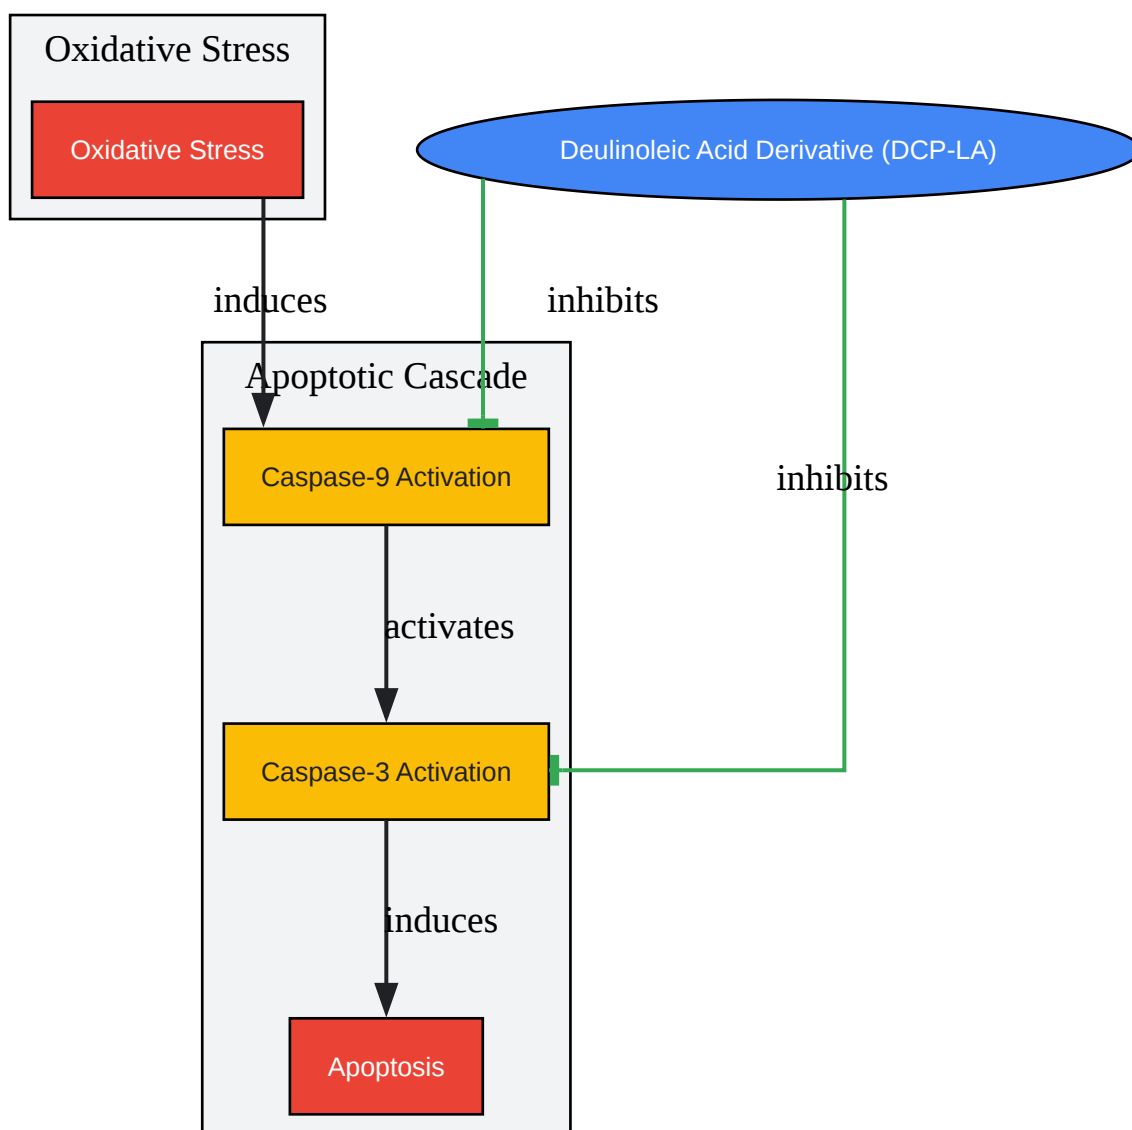 Oxidative Stress
Oxidative Stress
Deulinoleic Acid Derivative (DCP-LA)
induces
inhibits
Apoptotic Cascade
Caspase-9 Activation
inhibits
activates
Caspase-3 Activation
induces
Apoptosis